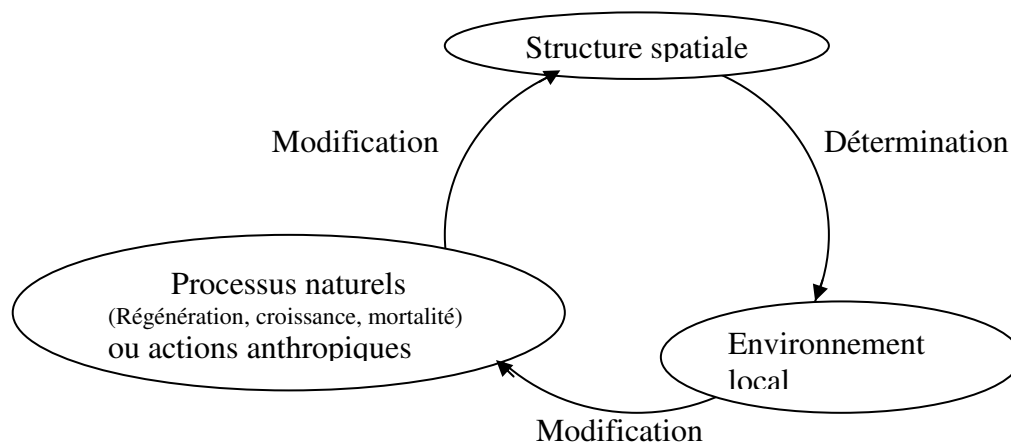 Structure spatiale
Modification
Détermination
Processus naturels
(Régénération, croissance, mortalité)
ou actions anthropiques
Environnement
local
Modification